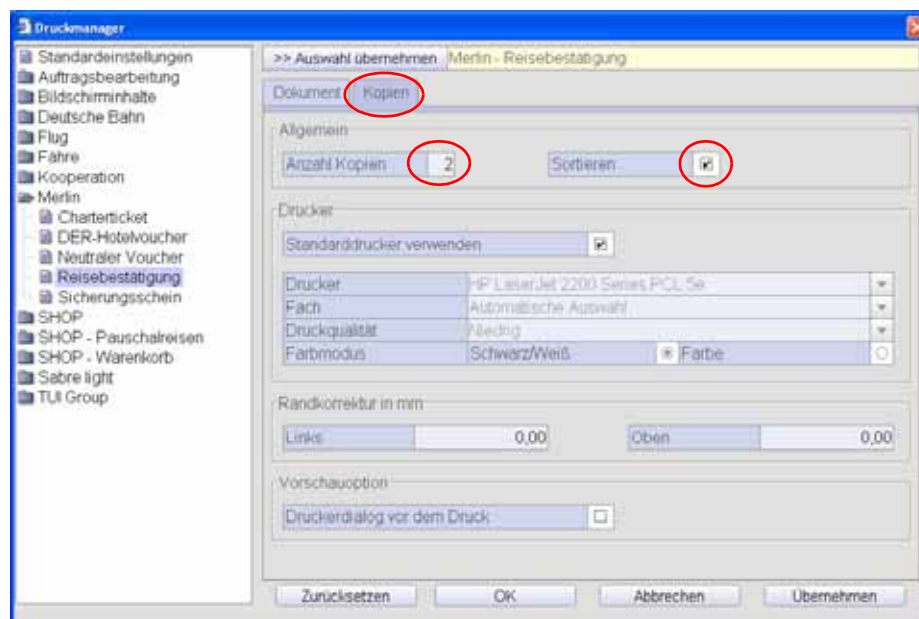 Druckmanager
Standardeinstellungen
Auftragsbearbeitung
Bildschirminhalte
Deutsche Bahn
Flug
Fähre
Kooperation
Merlin
Charterticket
DER-Hotelvoucher
Neutraler Voucher
Reisebestätigung
Sicherungsschein
SHOP
SHOP - Pauschalreisen
SHOP - Warenkorb
Sabre light
TUI Group
>> Auswahl übernehmen Merlin - Reisebestätigung
Dokument Kopien
Allgemein
Anzahl Kopien 2 Sortieren
Drucker
Standarddrucker verwenden
Drucker HP LaserJet 2200 Series PCL 5e
Fach Automatische Auswahl
Druckqualität Niedrig
Farbmodus Schwarz/Weiß Farbe
Randkorrektur in mm
Links 0,00 Oben 0,00
Vorschauoption
Druckerdialog vor dem Druck
Zurücksetzen OK Abbrechen Übernehmen